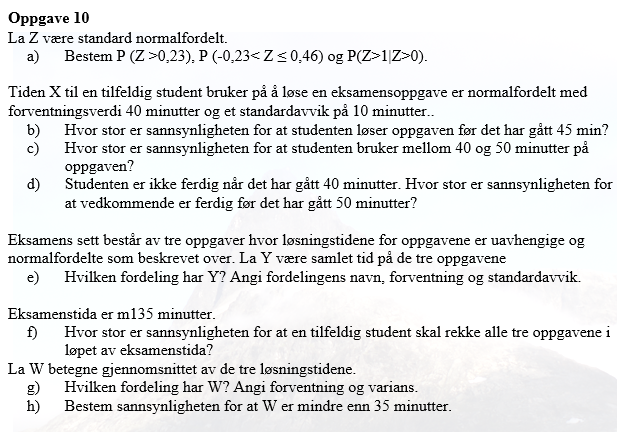 Oppgave 10
La Z være standard normalfordelt.
a) Bestem P (Z >0,23), P (-0,23< Z ≤ 0,46) og P(Z>1|Z>0).
Tiden X til en tilfeldig student bruker på å løse en eksamensoppgave er normalfordelt med
forventningsverdi 40 minutter og et standardavvik på 10 minutter..
b) Hvor stor er sannsynligheten for at studenten løser oppgaven før det har gått 45 min?
c) Hvor stor er sannsynligheten for at studenten bruker mellom 40 og 50 minutter på
oppgaven?
d) Studenten er ikke ferdig når det har gått 40 minutter. Hvor stor er sannsynligheten for
at vedkommende er ferdig før det har gått 50 minutter?
Eksamens sett består av tre oppgaver hvor løsningstidene for oppgavene er uavhengige og
normalfordelte som beskrevet over. La Y være samlet tid på de tre oppgavene
e) Hvilken fordeling har Y? Angi fordelingens navn, forventning og standardavvik.
Eksamenstida er m135 minutter.
f) Hvor stor er sannsynligheten for at en tilfeldig student skal rekke alle tre oppgavene i
løpet av eksamenstida?
La W betegne gjennomsnittet av de tre løsningstidene.
g) Hvilken fordeling har W? Angi forventning og varians.
h) Bestem sannsynligheten for at W er mindre enn 35 minutter.